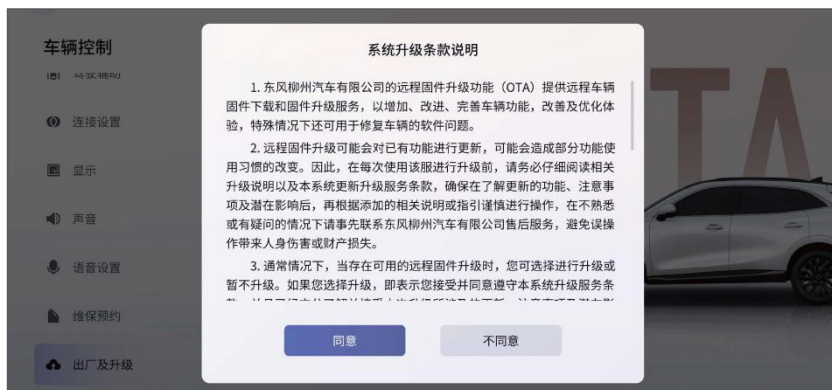 车辆控制
连接设置
显示
声音
语音设置
维保预约
出厂及升级
系统升级条款说明
1. 东风柳州汽车有限公司的远程固件升级功能（OTA）提供远程车辆
固件下载和固件升级服务，以增加、改进、完善车辆功能，改善及优化体
验，特殊情况下还可用于修复车辆的软件问题。
2. 远程固件升级可能会对已有功能进行更新，可能会造成部分功能使
用习惯的改变。因此，在每次使用该服进行升级前，请务必仔细阅读相关
升级说明以及本系统更新升级服务条款，确保在了解更新的功能、注意事
项及潜在影响后，再根据添加的相关说明或指引谨慎进行操作，在不熟悉
或有疑问的情况下请事先联系东风柳州汽车有限公司售后服务，避免误操
作带来人身伤害或财产损失。
3. 通常情况下，当存在可用的远程固件升级时，您可选择进行升级或
暂不升级。如果您选择升级，即表示您接受并同意遵守本系统升级服务条
同意
不同意
TA